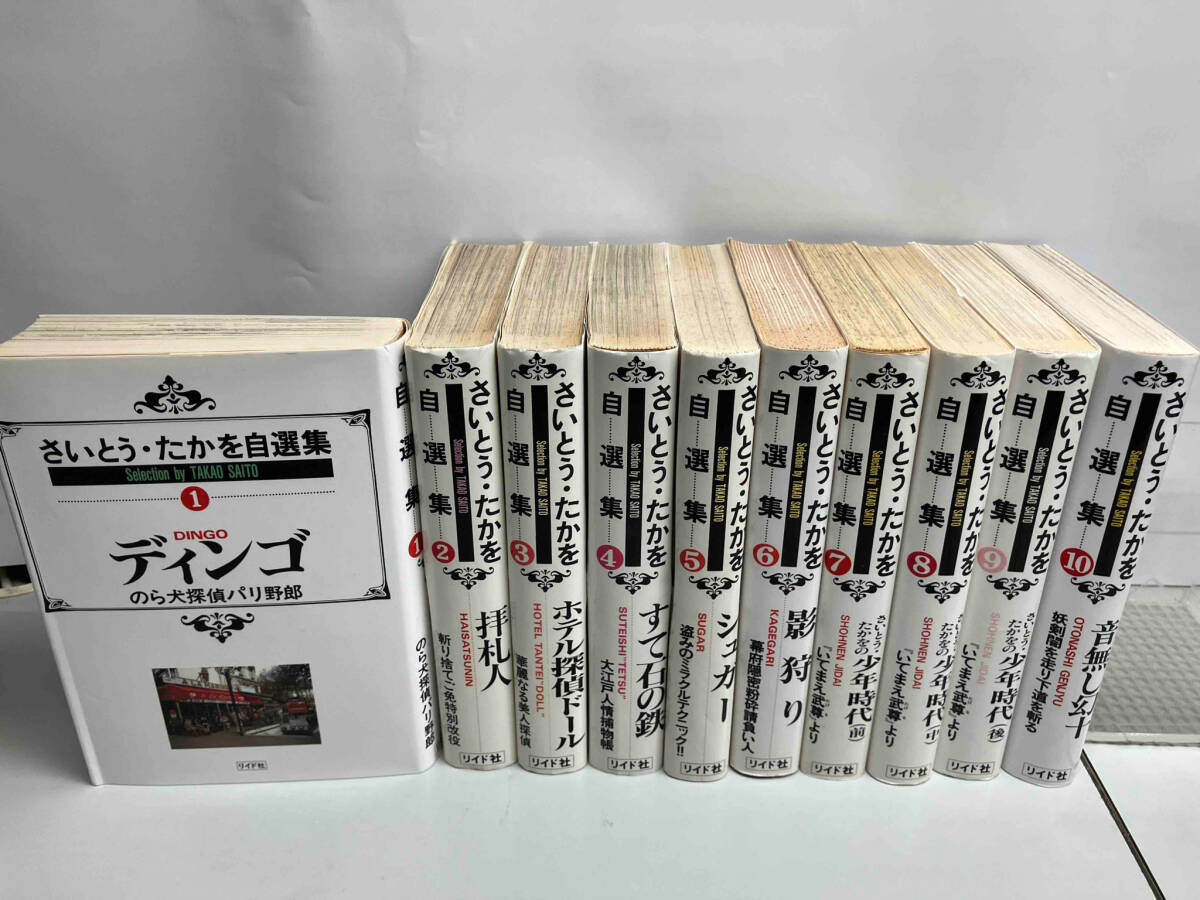 さいとう・たかを自選集
Selection by TAKAO SAITO
1
DINGO
ディンゴ
のら犬探偵パリ野郎
リイド社
自選集
1
のら犬探偵パリ野郎
さいとう・たかを
自選集
Selection by TAKAO SAITO
2
拝札人
HAISATSUNIN
斬り捨てご免特別改役
リイド社
さいとう・たかを
自選集
Selection by TAKAO SAITO
3
ホテル探偵ドール
HOTEL TANTEI "DOLL"
華麗なる美人探偵
リイド社
さいとう・たかを
自選集
Selection by TAKAO SAITO
4
すて石の鉄
SUTEISHI "TETSU"
大江戸人情捕物帳
リイド社
さいとう・たかを
自選集
Selection by TAKAO SAITO
5
シュガー
SUGAR
盗みのミラクルテクニック!!
リイド社
さいとう・たかを
自選集
Selection by TAKAO SAITO
6
影狩り
KAGEGARI
幕府隠密粉砕請負い人
リイド社
さいとう・たかを
自選集
Selection by TAKAO SAITO
7
さいとう・たかをの少年時代(前)
SHOHNEN JIDAI
「いてまえ武尊」より
リイド社
さいとう・たかを
自選集
Selection by TAKAO SAITO
8
さいとう・たかをの少年時代(中)
SHOHNEN JIDAI
「いてまえ武尊」より
リイド社
さいとう・たかを
自選集
Selection by TAKAO SAITO
9
さいとう・たかをの少年時代(後)
SHOHNEN JIDAI
「いてまえ武尊」より
リイド社
さいとう・たかを
自選集
Selection by TAKAO SAITO
10
音無し幻十
OTONASHI GENJYU
妖剣闇を走り下道を斬る
リイド社